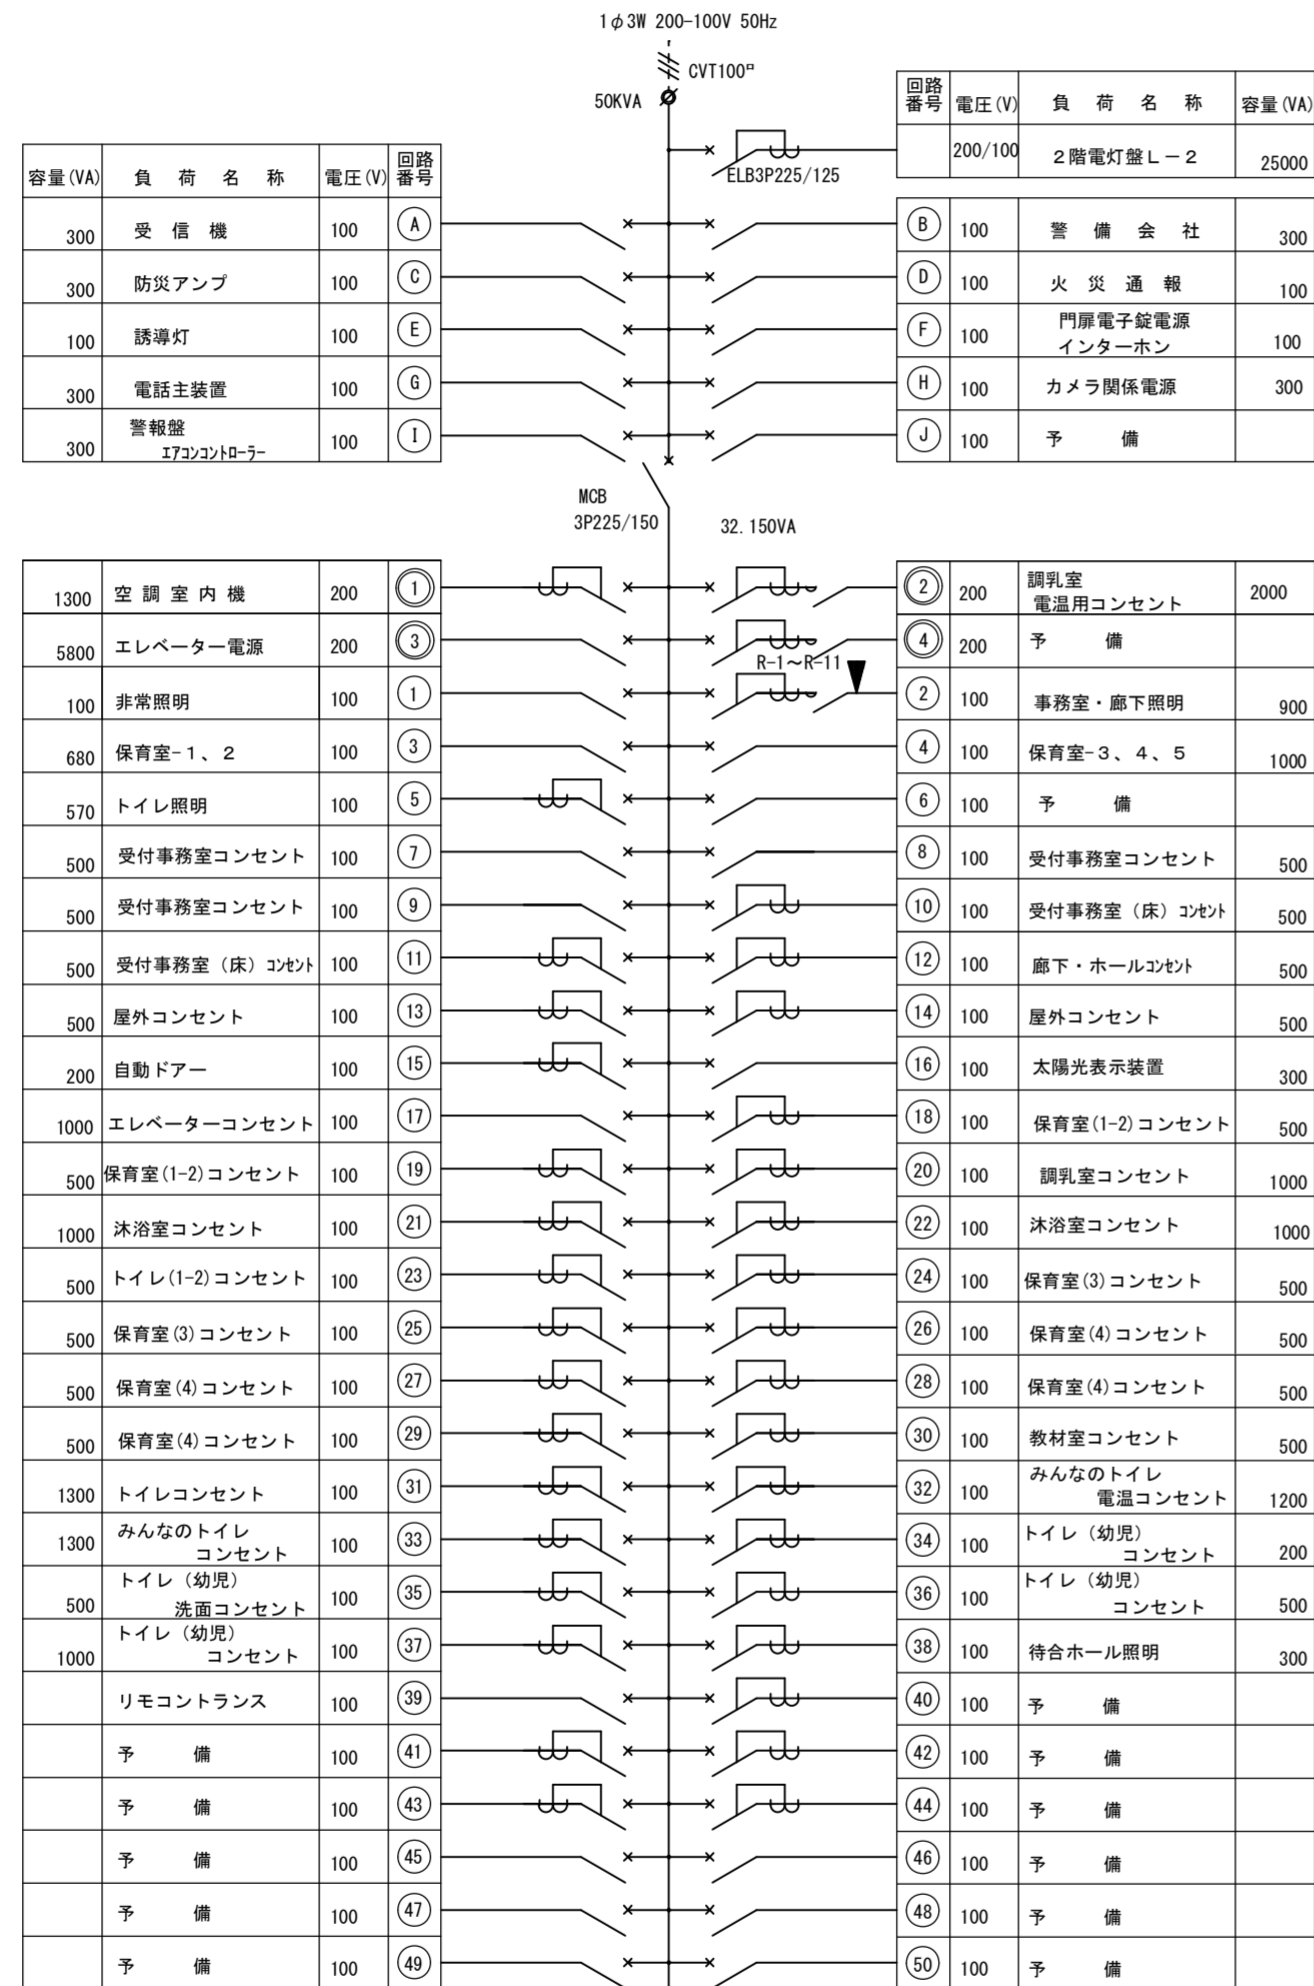 1φ3W 200-100V 50Hz
CVT100□
50KVA
回路番号 電圧(V) 負荷名称 容量(VA)
200/100 2階電灯盤L-2 25000
ELB3P225/125
容量(VA) 負荷名称 電圧(V) 回路番号
300 受信機 100 A
B 100 警備会社 300
300 防災アンプ 100 C
D 100 火災通報 100
100 誘導灯 100 E
F 100 門扉電子錠電源
インターホン 100
300 電話主装置 100 G
H 100 カメラ関係電源 300
警報盤
300 エアコンコントローラー 100 I
J 100 予備
MCB
3P225/150
32.150VA
1300 空調室内機 200 1
2 200 調乳室
電温用コンセント 2000
5800 エレベーター電源 200 3
4 200 予備
R-1~R-11
100 非常照明 100 1
2 100 事務室・廊下照明 900
680 保育室-1、2 100 3
4 100 保育室-3、4、5 1000
570 トイレ照明 100 5
6 100 予備
500 受付事務室コンセント 100 7
8 100 受付事務室コンセント 500
500 受付事務室コンセント 100 9
10 100 受付事務室(床)コンセント 500
500 受付事務室(床)コンセント 100 11
12 100 廊下・ホールコンセント 500
500 屋外コンセント 100 13
14 100 屋外コンセント 500
200 自動ドアー 100 15
16 100 太陽光表示装置 300
1000 エレベーターコンセント 100 17
18 100 保育室(1-2)コンセント 500
500 保育室(1-2)コンセント 100 19
20 100 調乳室コンセント 1000
1000 沐浴室コンセント 100 21
22 100 沐浴室コンセント 1000
500 トイレ(1-2)コンセント 100 23
24 100 保育室(3)コンセント 500
500 保育室(3)コンセント 100 25
26 100 保育室(4)コンセント 500
500 保育室(4)コンセント 100 27
28 100 保育室(4)コンセント 500
500 保育室(4)コンセント 100 29
30 100 教材室コンセント 500
1300 トイレコンセント 100 31
32 100 みんなのトイレ
電温コンセント 1200
1300 みんなのトイレ
コンセント 100 33
34 100 トイレ(幼児)
コンセント 200
トイレ(幼児)
500 洗面コンセント 100 35
36 100 トイレ(幼児)
コンセント 500
トイレ(幼児)
1000 コンセント 100 37
38 100 待合ホール照明 300
リモコントランス 100 39
40 100 予備
予備 100 41
42 100 予備
予備 100 43
44 100 予備
予備 100 45
46 100 予備
予備 100 47
48 100 予備
予備 100 49
50 100 予備